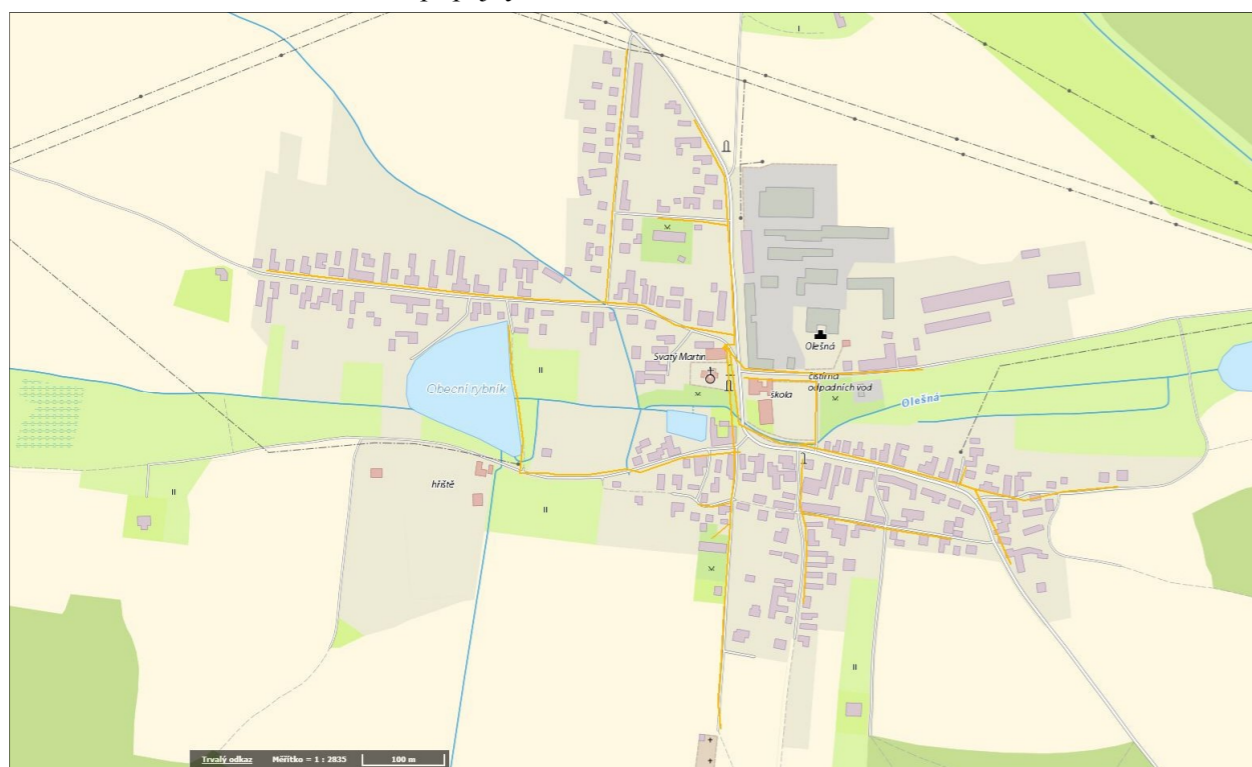 Svatý Martin
Olešná
Obecní rybník
čistírna
odpadních vod
škola
Olešná
hřiště
Trvalý odkaz Měřítko = 1 : 2835 100 m